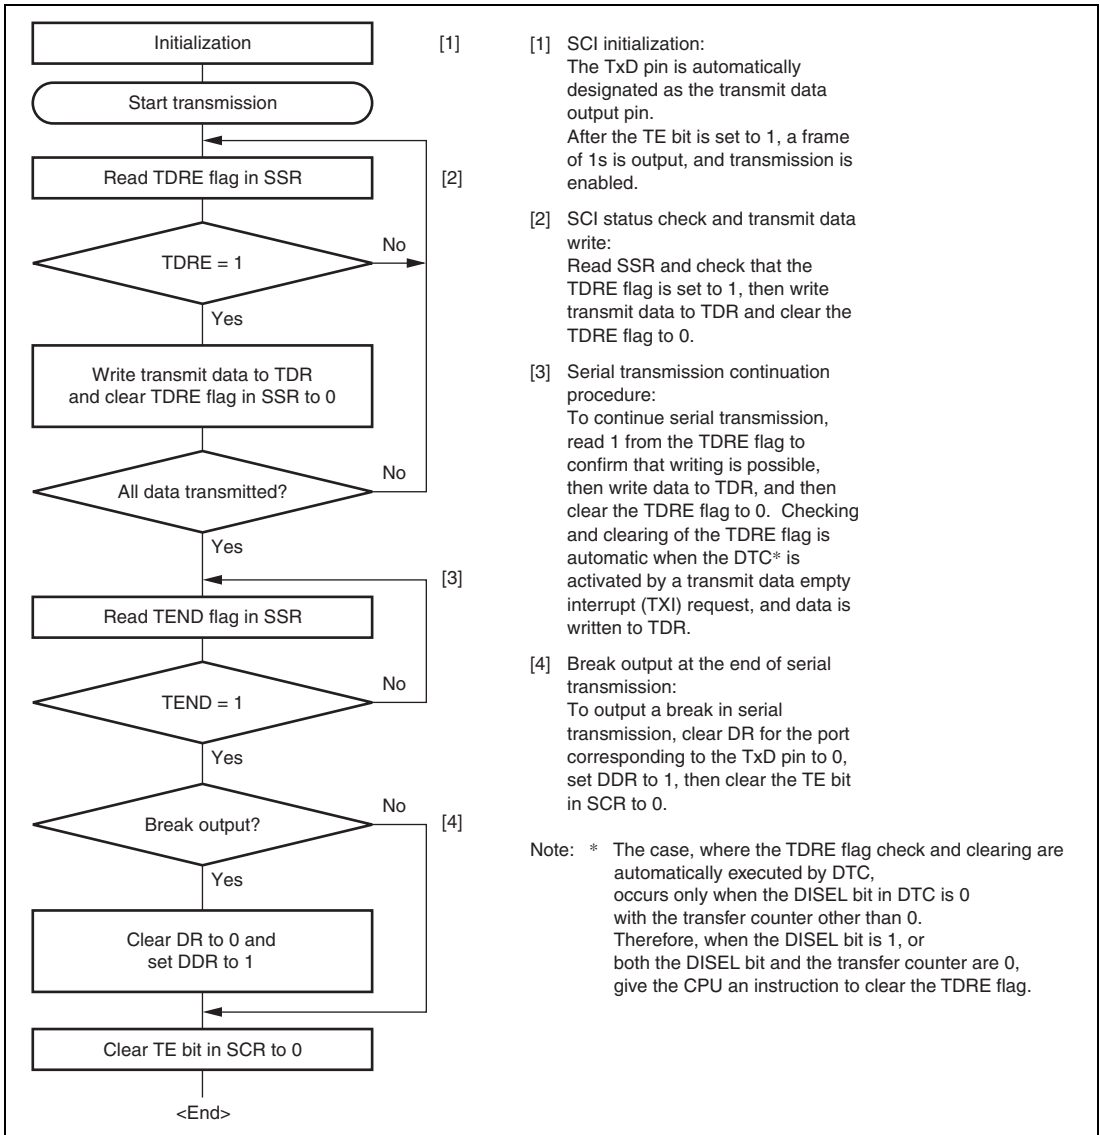 Initialization
[1]
Start transmission
Read TDRE flag in SSR
[2]
TDRE = 1
No
Yes
Write transmit data to TDR
and clear TDRE flag in SSR to 0
All data transmitted?
No
Yes
[3]
Read TEND flag in SSR
TEND = 1
No
Yes
Break output?
No
[4]
Yes
Clear DR to 0 and
set DDR to 1
Clear TE bit in SCR to 0
<End>
[1] SCI initialization:
The TxD pin is automatically
designated as the transmit data
output pin.
After the TE bit is set to 1, a frame
of 1s is output, and transmission is
enabled.
[2] SCI status check and transmit data
write:
Read SSR and check that the
TDRE flag is set to 1, then write
transmit data to TDR and clear the
TDRE flag to 0.
[3] Serial transmission continuation
procedure:
To continue serial transmission,
read 1 from the TDRE flag to
confirm that writing is possible,
then write data to TDR, and then
clear the TDRE flag to 0. Checking
and clearing of the TDRE flag is
automatic when the DTC* is
activated by a transmit data empty
interrupt (TXI) request, and data is
written to TDR.
[4] Break output at the end of serial
transmission:
To output a break in serial
transmission, clear DR for the port
corresponding to the TxD pin to 0,
set DDR to 1, then clear the TE bit
in SCR to 0.
Note: * The case, where the TDRE flag check and clearing are
automatically executed by DTC,
occurs only when the DISEL bit in DTC is 0
with the transfer counter other than 0.
Therefore, when the DISEL bit is 1, or
both the DISEL bit and the transfer counter are 0,
give the CPU an instruction to clear the TDRE flag.